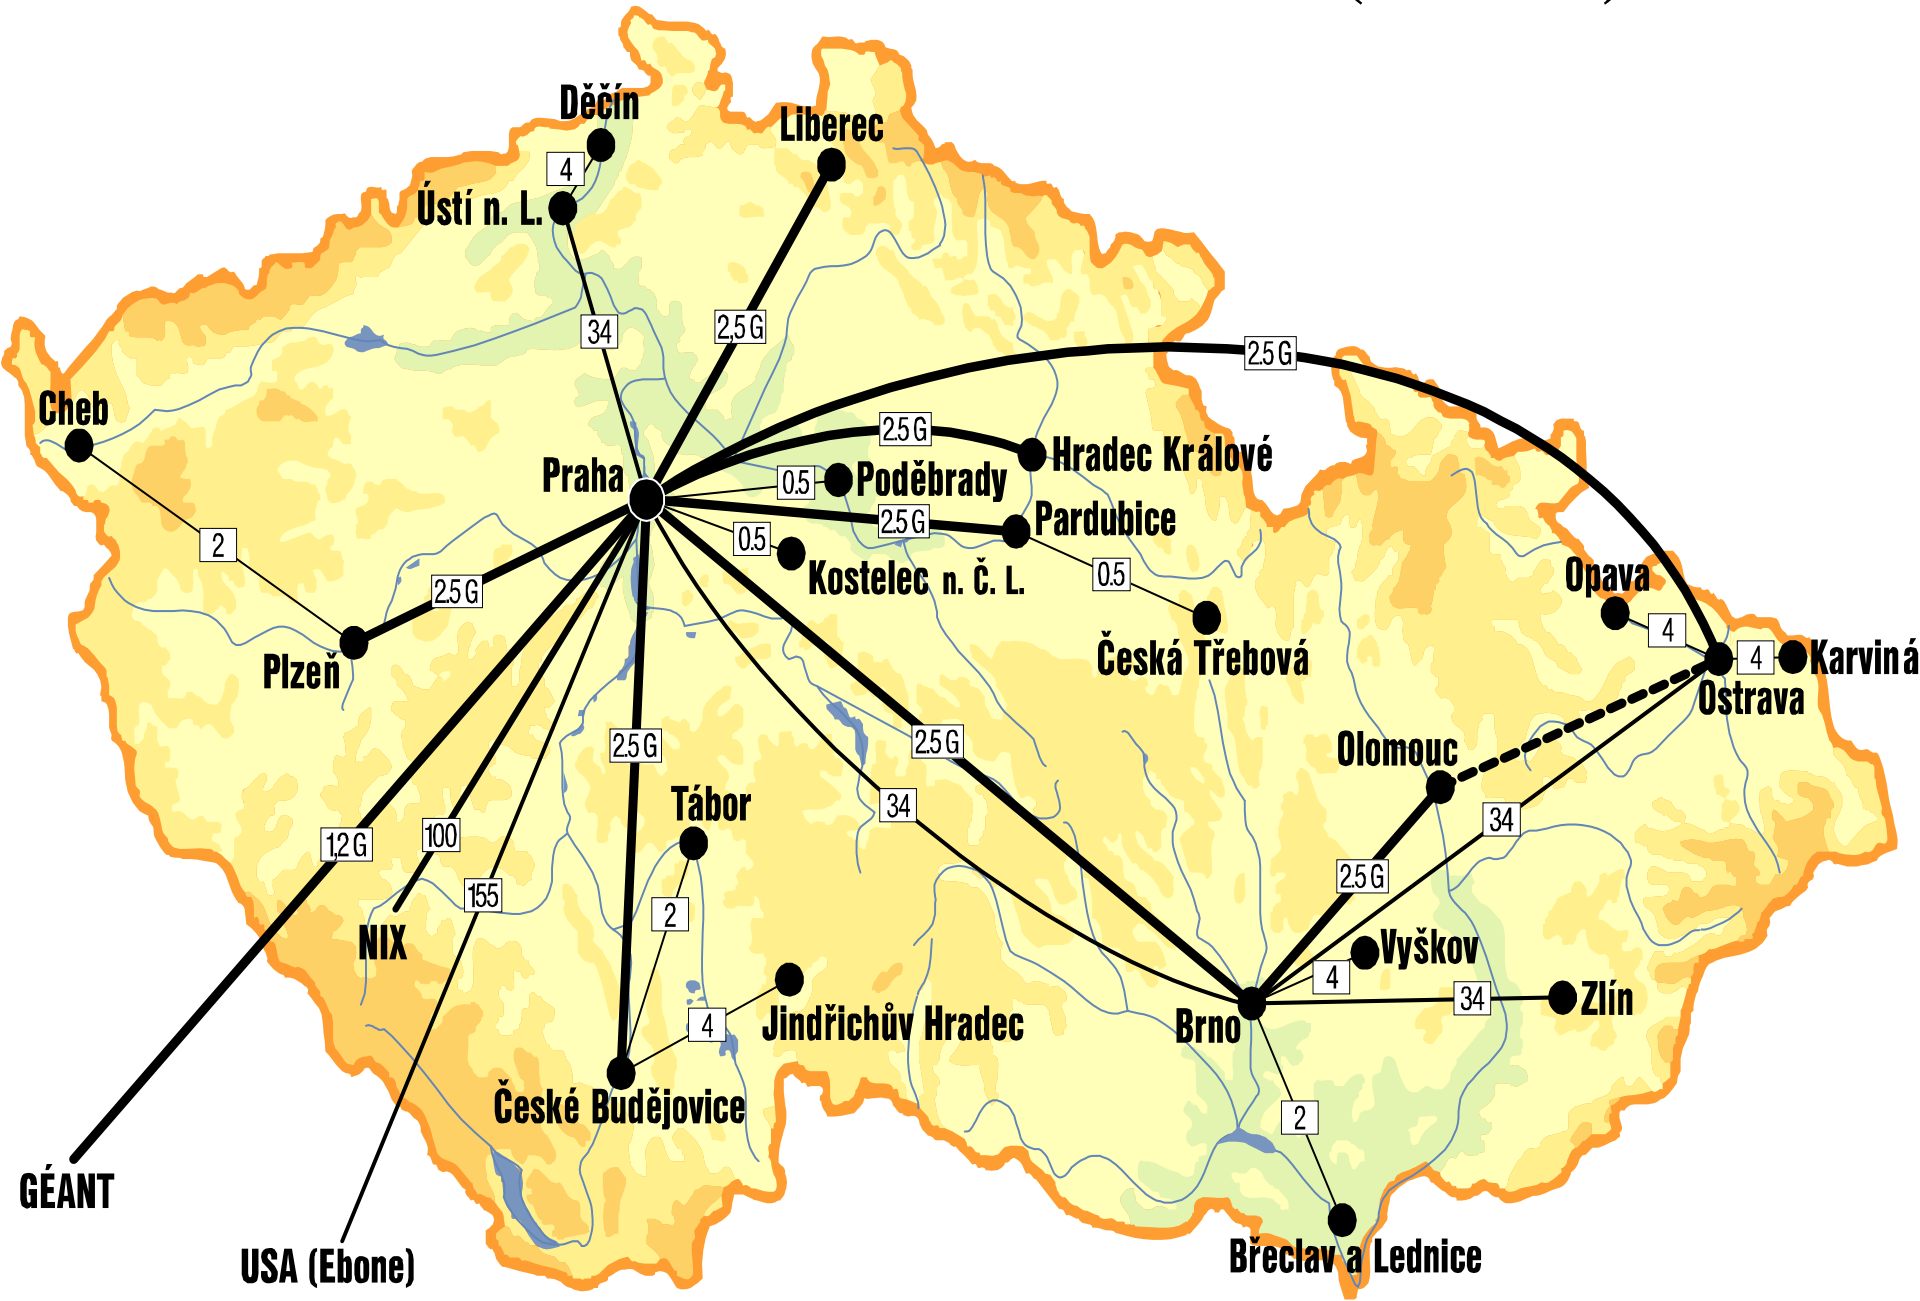 Děčín
Liberec
4
Ústí n. L.
34
2,5 G
2.5 G
Cheb
2.5 G
Hradec Králové
Praha
0.5
Poděbrady
2.5 G
Pardubice
2
0.5
Kostelec n. Č. L.
0.5
Opava
2.5 G
4
Česká Třebová
4
Karviná
Plzeň
Ostrava
2.5 G
2.5 G
Olomouc
Tábor
34
34
1,2 G
100
155
2.5 G
2
NIX
Vyškov
4
Jindřichův Hradec
4
34
Zlín
Brno
České Budějovice
2
GÉANT
USA (Ebone)
Břeclav a Lednice